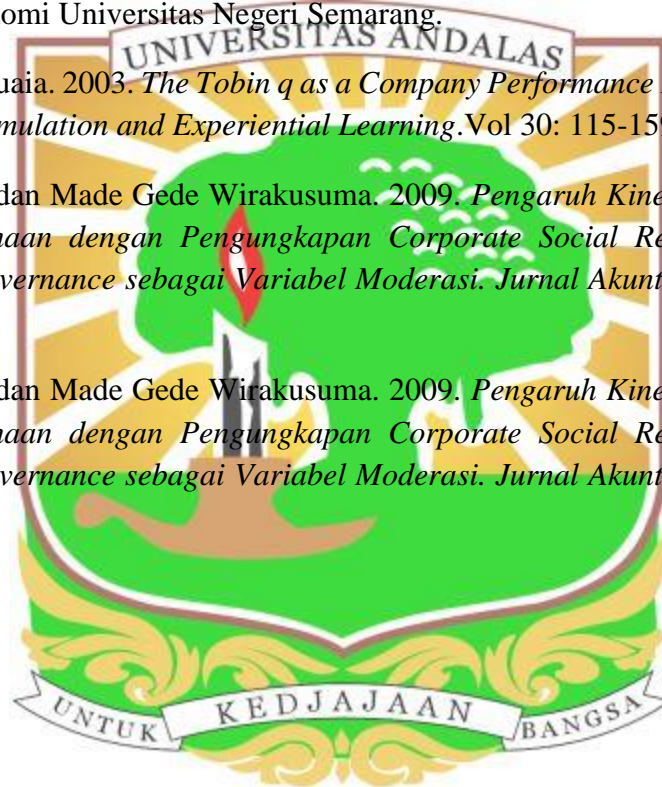 omi Universitas Negeri Semarang.
UNIVERSITAS ANDALAS
uaia. 2003. The Tobin q as a Company Performance
mulation and Experiential Learning.Vol 30: 115-159
dan Made Gede Wirakusuma. 2009. Pengaruh Kine
naan dengan Pengungkapan Corporate Social Re
vernance sebagai Variabel Moderasi. Jurnal Akunt
dan Made Gede Wirakusuma. 2009. Pengaruh Kine
naan dengan Pengungkapan Corporate Social Re
vernance sebagai Variabel Moderasi. Jurnal Akunt
UNTUK KEDJAJAAN BANGSA